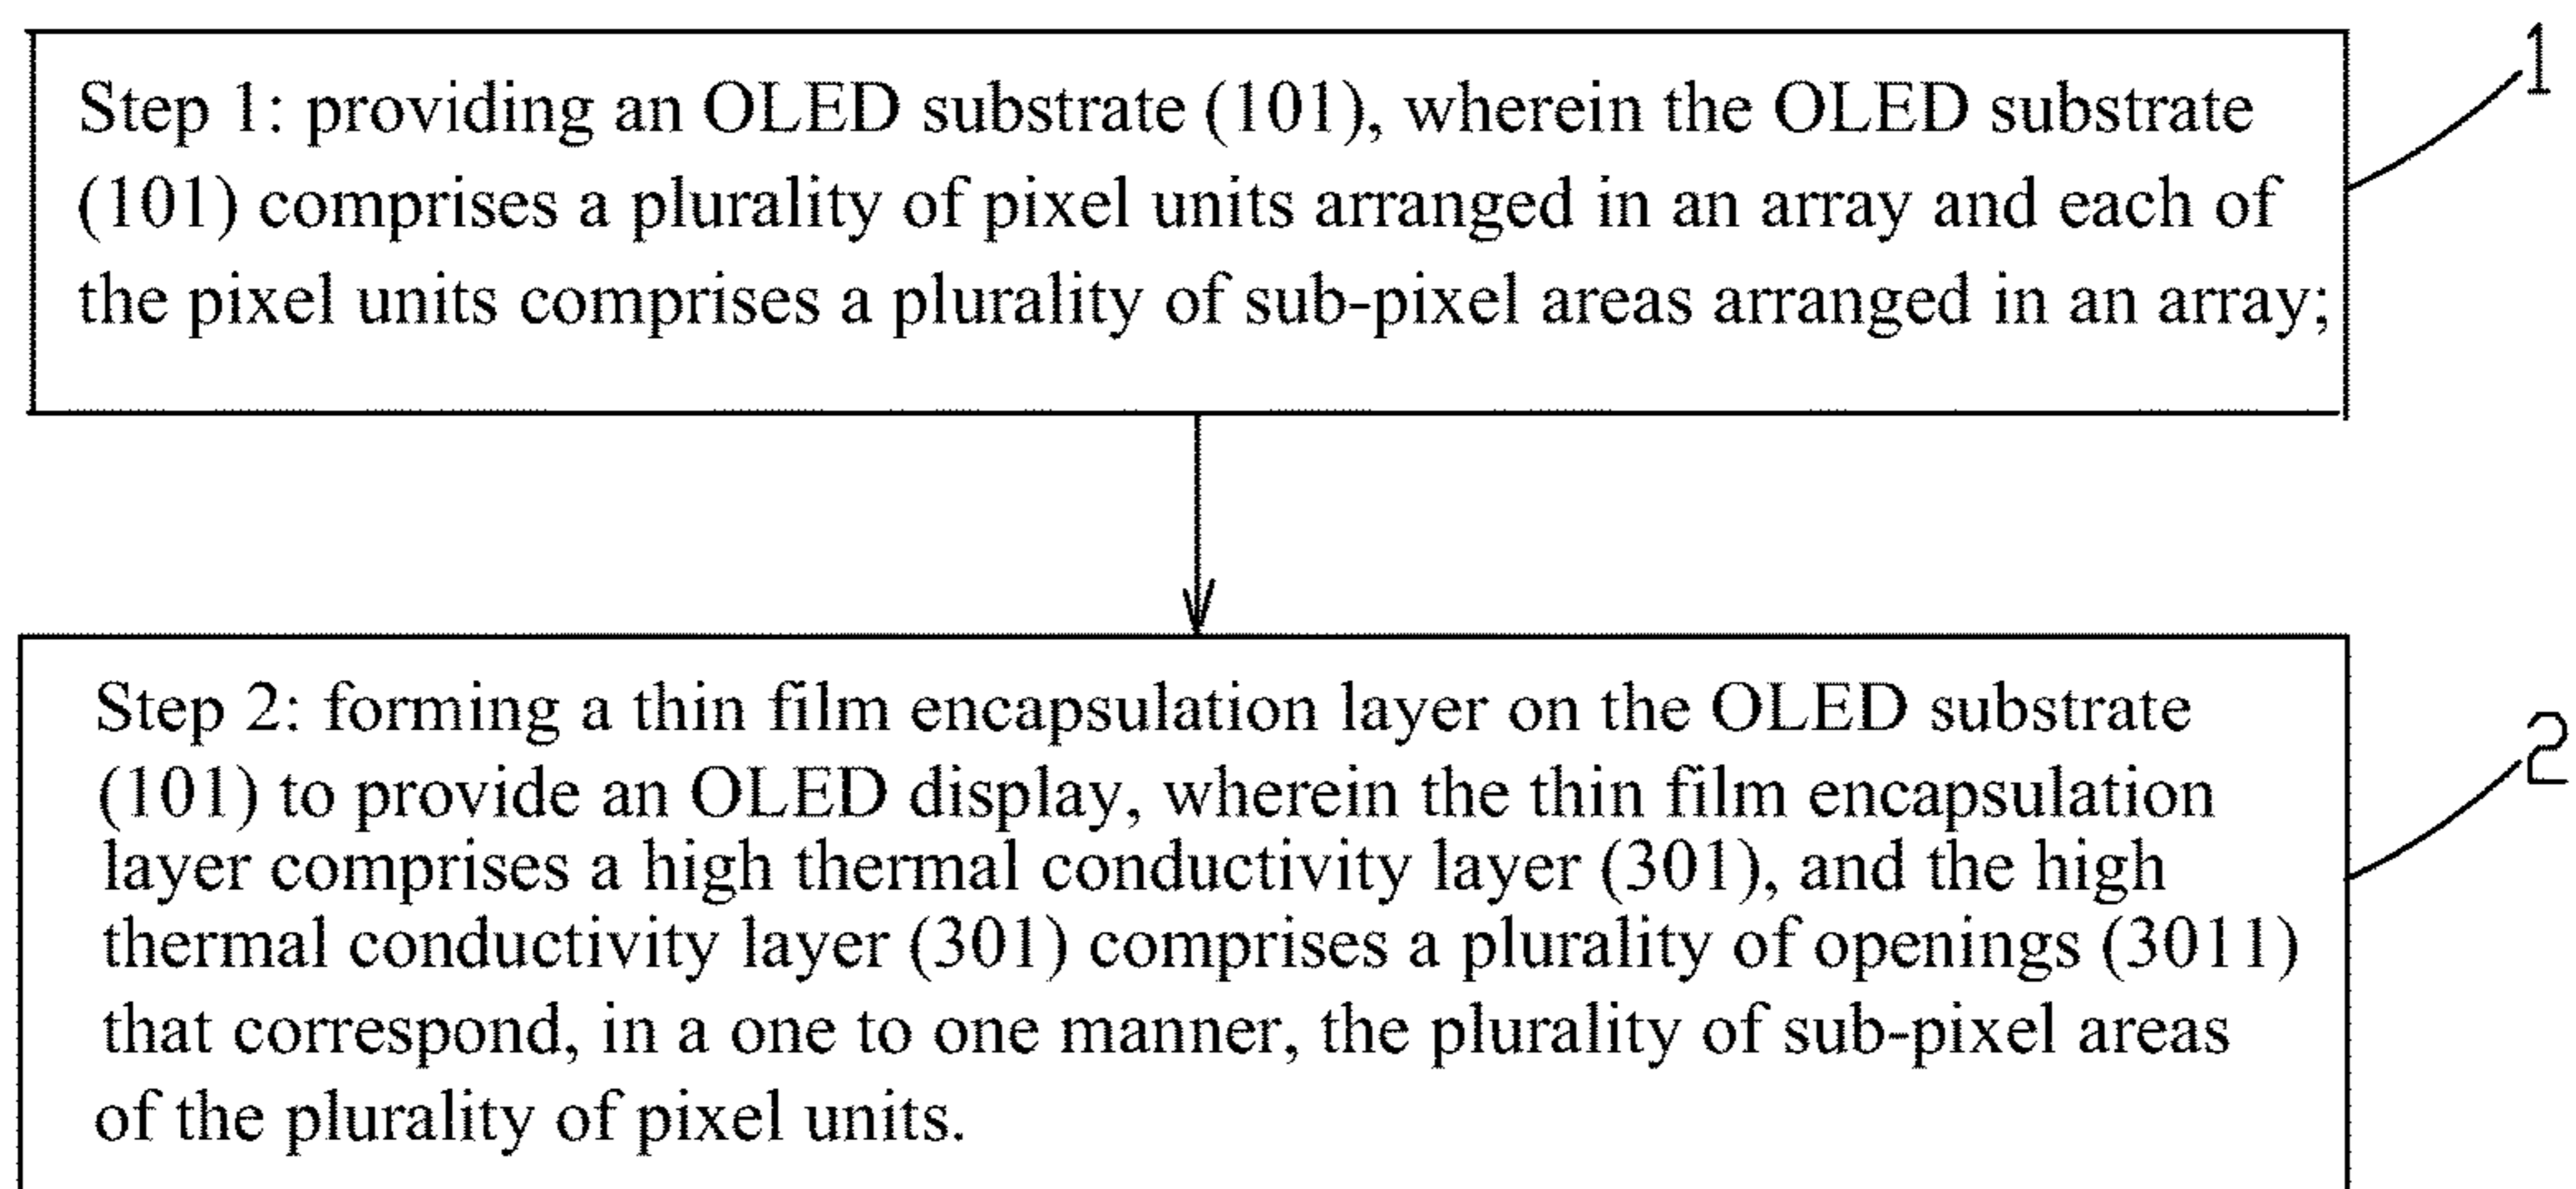 Step 1: providing an OLED substrate (101), wherein the OLED substrate
(101) comprises a plurality of pixel units arranged in an array and each of
the pixel units comprises a plurality of sub-pixel areas arranged in an array;
1
Step 2: forming a thin film encapsulation layer on the OLED substrate
(101) to provide an OLED display, wherein the thin film encapsulation
layer comprises a high thermal conductivity layer (301), and the high
thermal conductivity layer (301) comprises a plurality of openings (3011)
that correspond, in a one to one manner, the plurality of sub-pixel areas
of the plurality of pixel units.
2